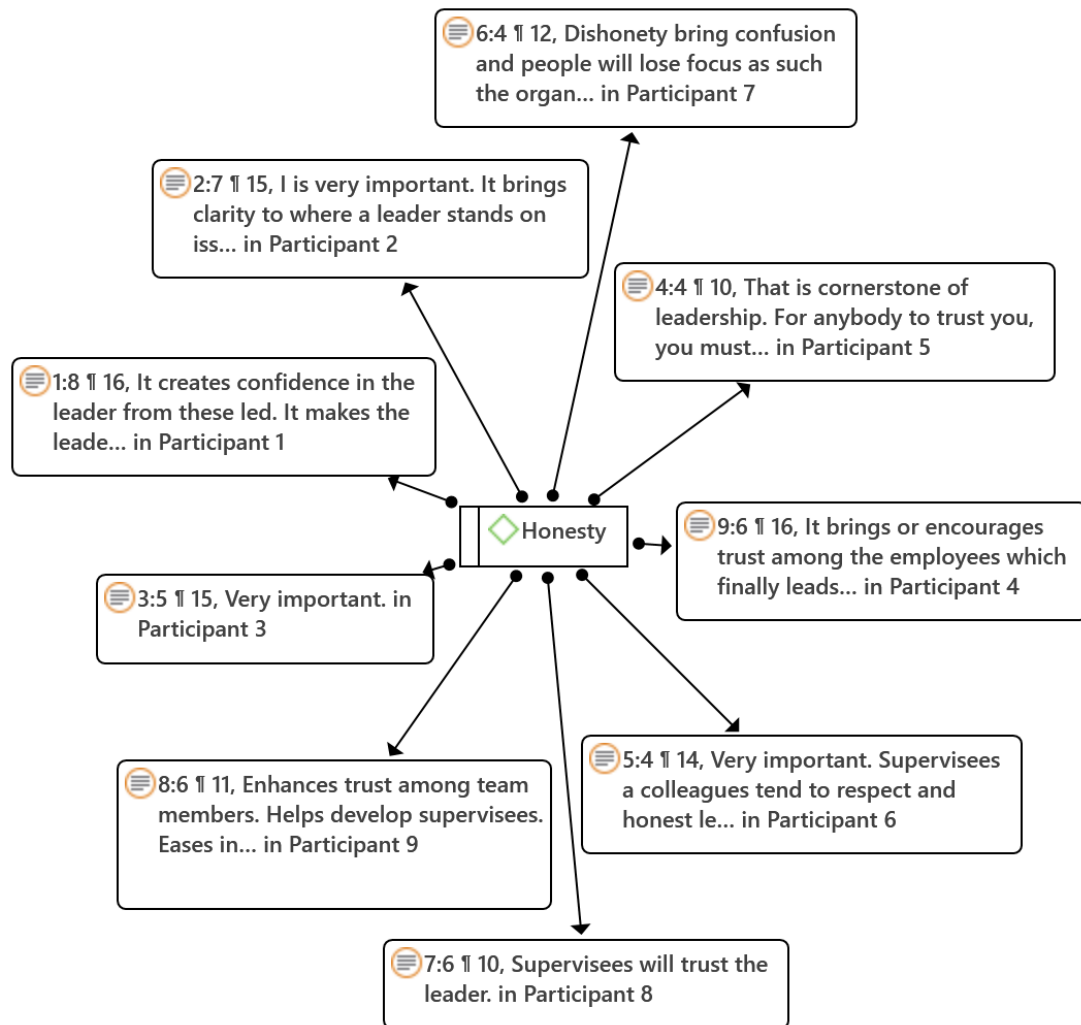 6:4 ¶ 12, Dishonety bring confusion
and people will lose focus as such
the organ... in Participant 7
2:7 ¶ 15, I is very important. It brings
clarity to where a leader stands on
iss... in Participant 2
4:4 ¶ 10, That is cornerstone of
leadership. For anybody to trust you,
you must... in Participant 5
1:8 ¶ 16, It creates confidence in the
leader from these led. It makes the
leade... in Participant 1
Honesty
9:6 ¶ 16, It brings or encourages
trust among the employees which
finally leads... in Participant 4
3:5 ¶ 15, Very important. in
Participant 3
5:4 ¶ 14, Very important. Supervisees
a colleagues tend to respect and
honest le... in Participant 6
8:6 ¶ 11, Enhances trust among team
members. Helps develop supervisees.
Eases in... in Participant 9
7:6 ¶ 10, Supervisees will trust the
leader. in Participant 8